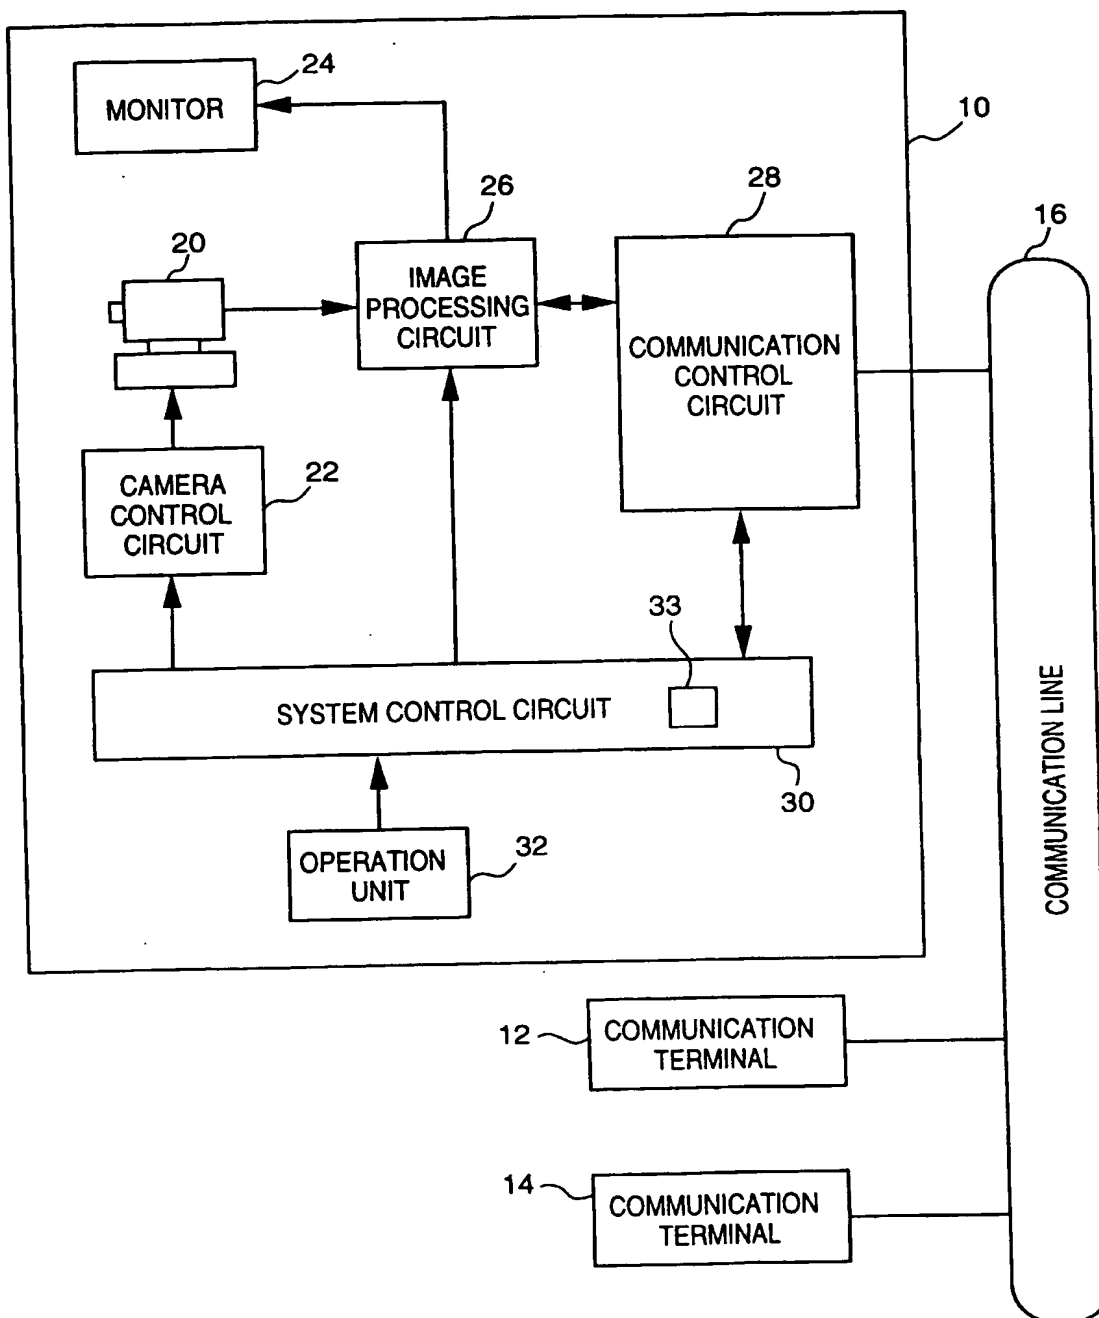 24
MONITOR
10
26
28
16
20
IMAGE
PROCESSING
CIRCUIT
COMMUNICATION
CONTROL
CIRCUIT
22
CAMERA
CONTROL
CIRCUIT
33
SYSTEM CONTROL CIRCUIT
30
COMMUNICATION LINE
32
OPERATION
UNIT
12
COMMUNICATION
TERMINAL
14
COMMUNICATION
TERMINAL